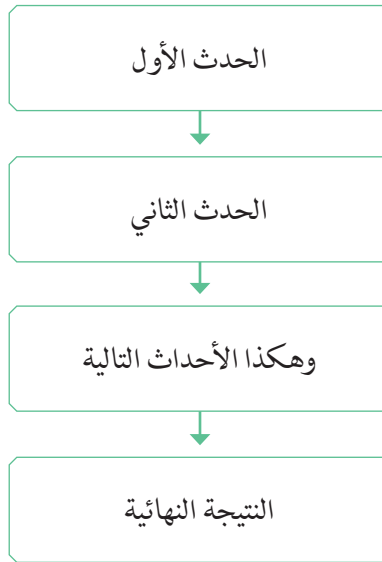 الحدث الأول
الحدث الثاني
وهكذا الأحداث التالية
النتيجة النهائية